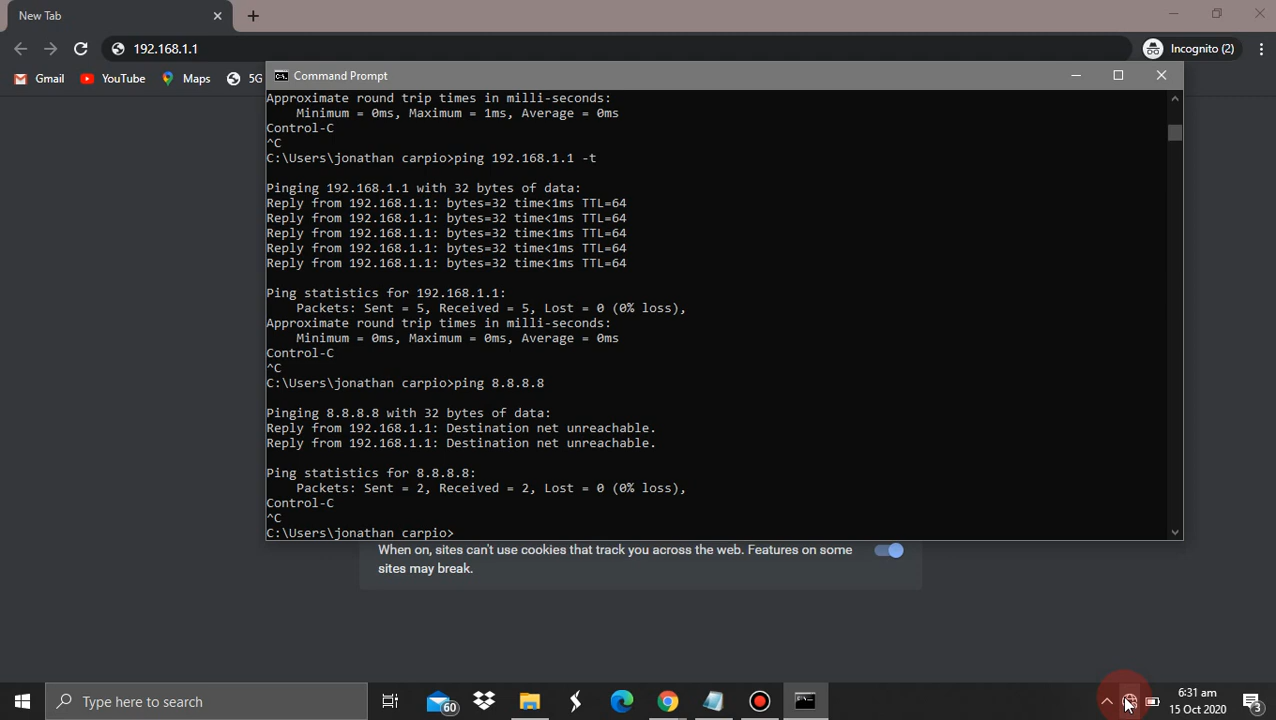 New Tab
192.168.1.1
Incognito (2)
Gmail
YouTube
Maps
5G
Command Prompt
Approximate round trip times in milli-seconds:
Minimum = 0ms, Maximum = 1ms, Average = 0ms
Control-C
^C
C:\Users\jonathan carpio>ping 192.168.1.1 -t
Pinging 192.168.1.1 with 32 bytes of data:
Reply from 192.168.1.1: bytes=32 time<1ms TTL=64
Reply from 192.168.1.1: bytes=32 time<1ms TTL=64
Reply from 192.168.1.1: bytes=32 time<1ms TTL=64
Reply from 192.168.1.1: bytes=32 time<1ms TTL=64
Reply from 192.168.1.1: bytes=32 time<1ms TTL=64
Ping statistics for 192.168.1.1:
Packets: Sent = 5, Received = 5, Lost = 0 (0% loss),
Approximate round trip times in milli-seconds:
Minimum = 0ms, Maximum = 0ms, Average = 0ms
Control-C
^C
C:\Users\jonathan carpio>ping 8.8.8.8
Pinging 8.8.8.8 with 32 bytes of data:
Reply from 192.168.1.1: Destination net unreachable.
Reply from 192.168.1.1: Destination net unreachable.
Ping statistics for 8.8.8.8:
Packets: Sent = 2, Received = 2, Lost = 0 (0% loss),
Control-C
^C
C:\Users\jonathan carpio>
When on, sites can't use cookies that track you across the web. Features on some
sites may break.
Type here to search
60
6:31 am
15 Oct 2020
3